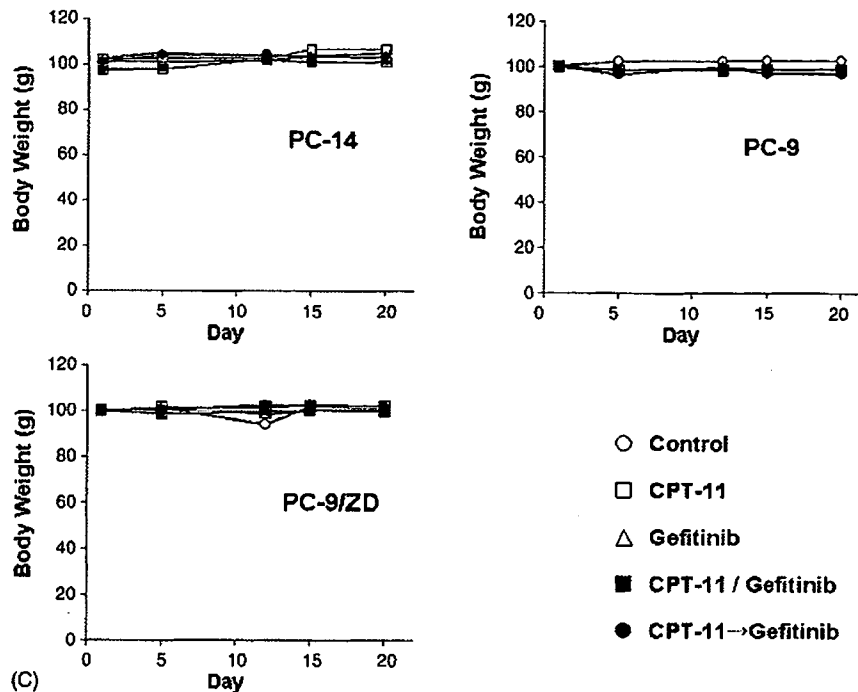 120
100
80
60
40
20
0
Body Weight (g)
PC-14
0 5 10 15 20
Day
120
100
80
60
40
20
0
Body Weight (g)
PC-9
0 5 10 15 20
Day
120
100
80
60
40
20
0
Body Weight (g)
PC-9/ZD
0 5 10 15 20
Day
Control
CPT-11
Gefitinib
CPT-11 / Gefitinib
CPT-11→Gefitinib
(C)